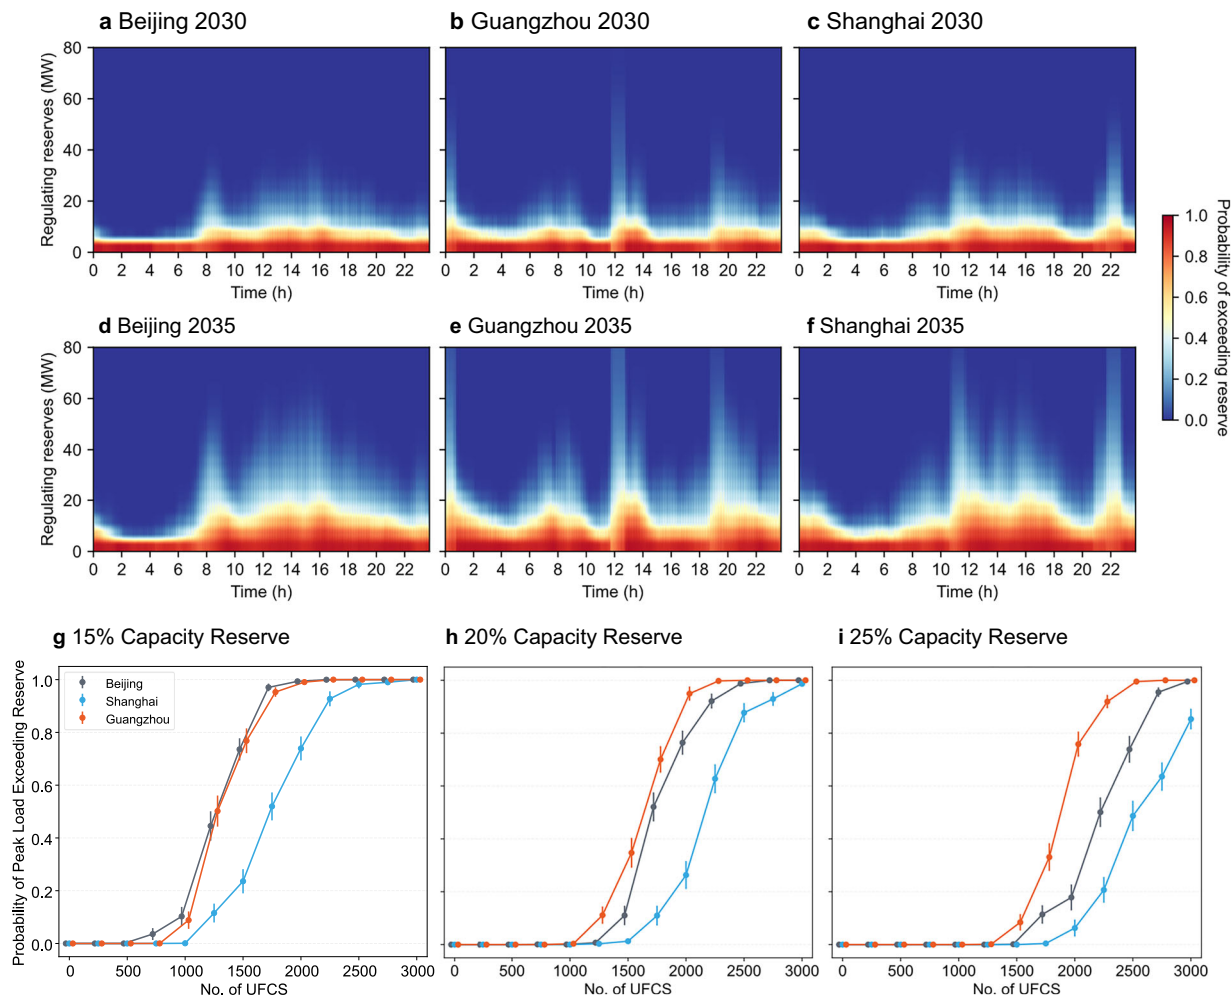 a Beijing 2030
b Guangzhou 2030
c Shanghai 2030
Regulating reserves (MW)
80
60
40
20
0
0 2 4 6 8 10 12 14 16 18 20 22
0 2 4 6 8 10 12 14 16 18 20 22
0 2 4 6 8 10 12 14 16 18 20 22
Time (h)
Time (h)
Time (h)
Probability of exceeding reserve
1.0
0.8
0.6
0.4
0.2
0.0
d Beijing 2035
e Guangzhou 2035
f Shanghai 2035
Regulating reserves (MW)
80
60
40
20
0
0 2 4 6 8 10 12 14 16 18 20 22
0 2 4 6 8 10 12 14 16 18 20 22
0 2 4 6 8 10 12 14 16 18 20 22
Time (h)
Time (h)
Time (h)
g 15% Capacity Reserve
h 20% Capacity Reserve
i 25% Capacity Reserve
Probability of Peak Load Exceeding Reserve
1.0
0.8
0.6
0.4
0.2
0.0
Beijing
Shanghai
Guangzhou
0 500 1000 1500 2000 2500 3000
0 500 1000 1500 2000 2500 3000
0 500 1000 1500 2000 2500 3000
No. of UFCS
No. of UFCS
No. of UFCS